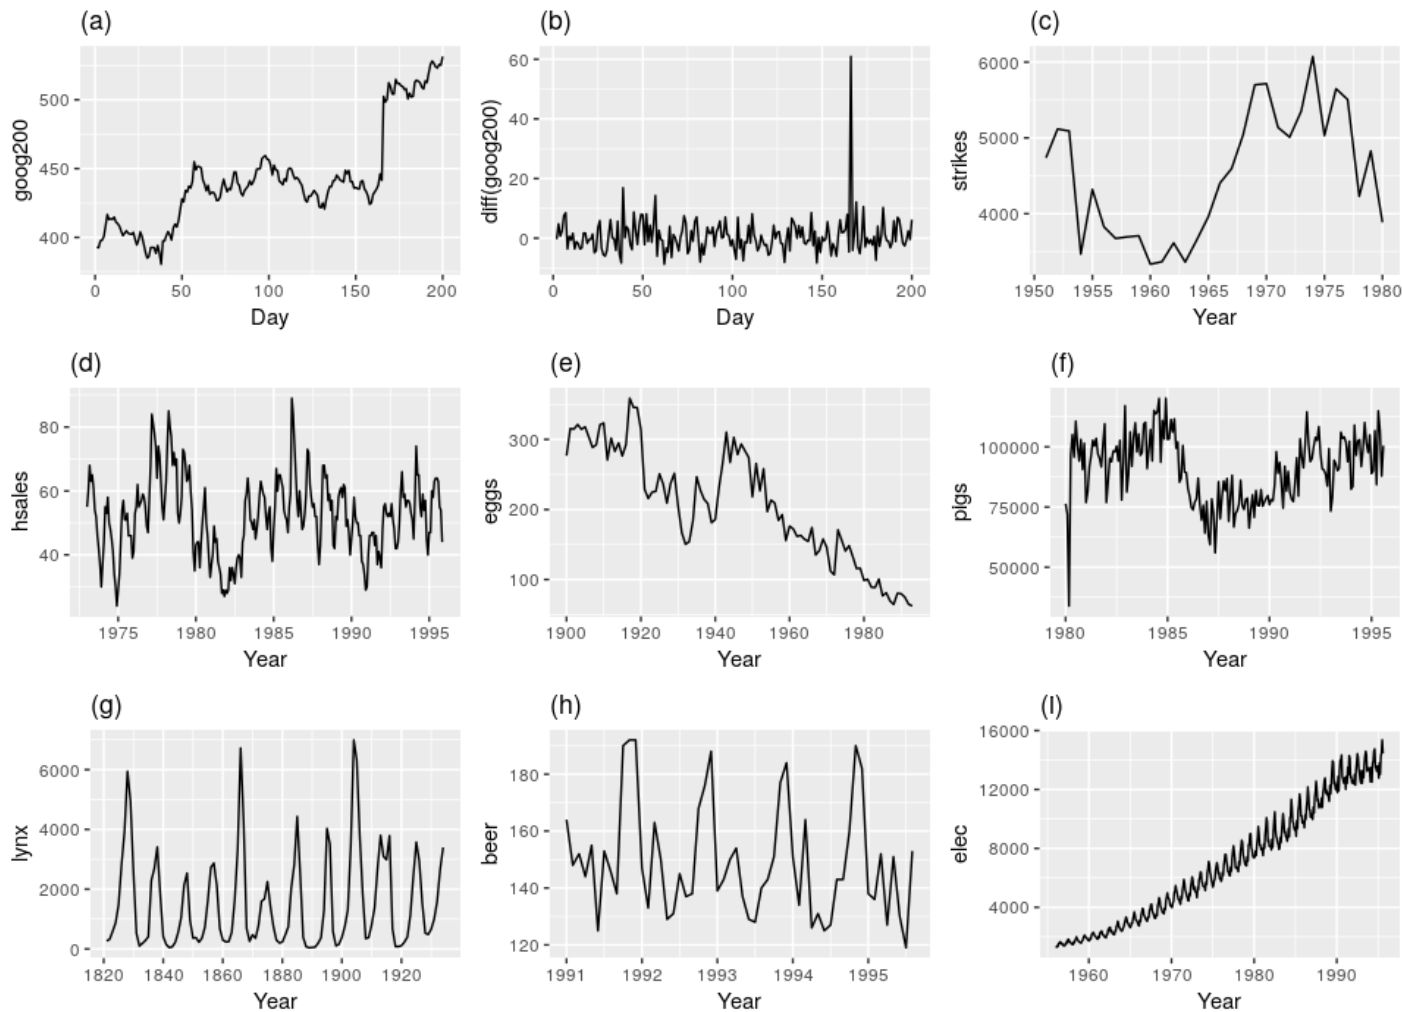 (a) (b) (c)
500
450
400
goog200
0 50 100 150 200
Day
60
40
20
0
diff(goog200)
0 50 100 150 200
Day
6000
5000
4000
strikes
1950 1955 1960 1965 1970 1975 1980
Year
(d) (e) (f)
80
60
40
hsales
1975 1980 1985 1990 1995
Year
300
200
100
eggs
1900 1920 1940 1960 1980
Year
100000
75000
50000
pigs
1980 1985 1990 1995
Year
(g) (h) (I)
6000
4000
2000
0
lynx
1820 1840 1860 1880 1900 1920
Year
180
160
140
120
beer
1991 1992 1993 1994 1995
Year
16000
12000
8000
4000
elec
1960 1970 1980 1990
Year